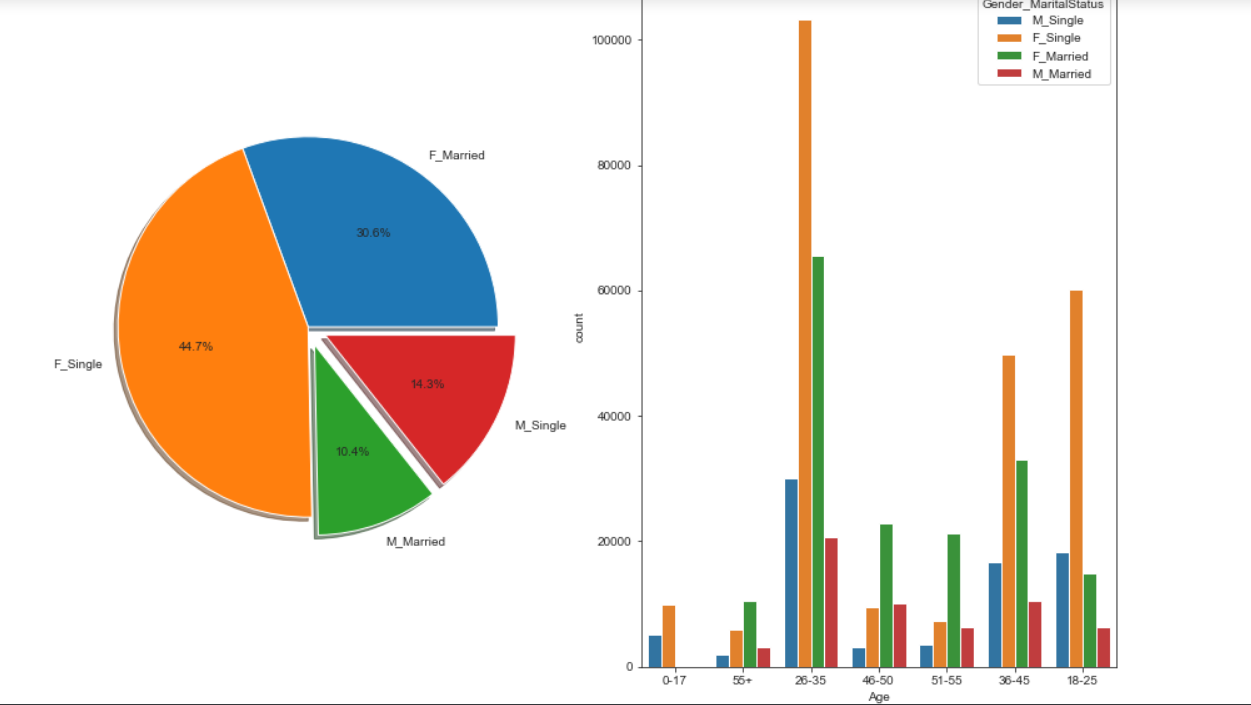 F_Married
30.6%
44.7%
F_Single
14.3%
M_Single
10.4%
M_Married
Gender_MaritalStatus
M_Single
F_Single
F_Married
M_Married
100000
80000
60000
40000
20000
0
count
0-17
55+
26-35
46-50
51-55
36-45
18-25
Age